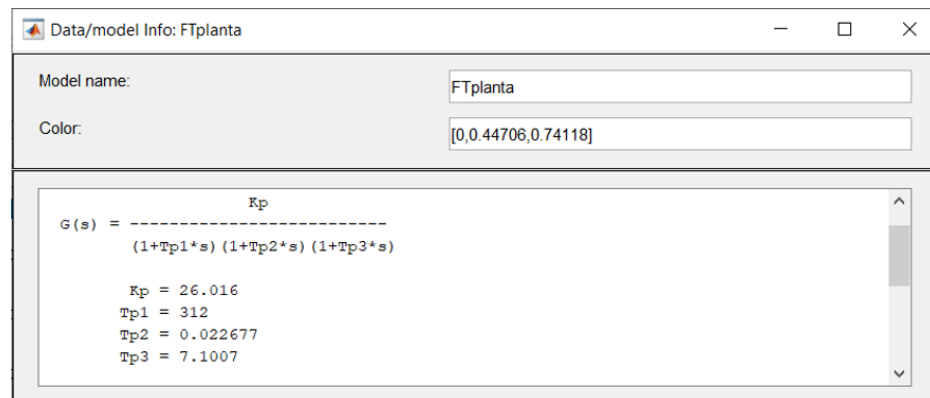 Data/model Info: FTplanta
Model name:
FTplanta
Color:
[0,0.44706,0.74118]
Kp
G(s) = --------------------------
(1+Tp1*s)(1+Tp2*s)(1+Tp3*s)
Kp = 26.016
Tp1 = 312
Tp2 = 0.022677
Tp3 = 7.1007